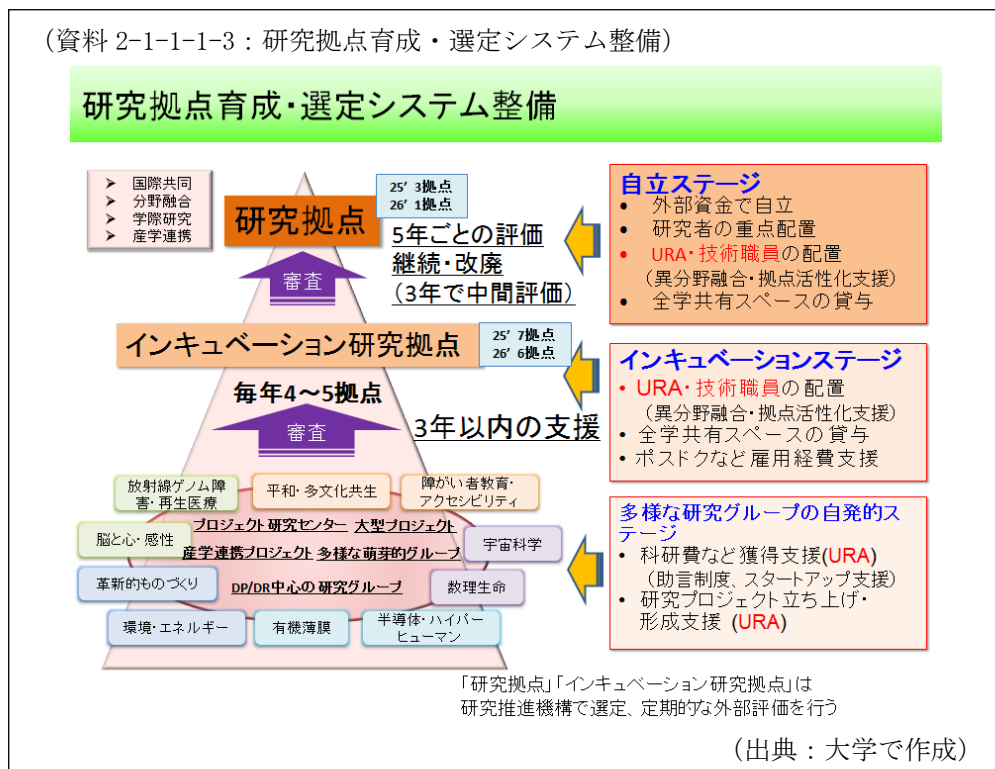 (資料 2-1-1-1-3:研究拠点育成・選定システム整備)
研究拠点育成・選定システム整備
➢ 国際共同
➢ 分野融合
➢ 学際研究
➢ 産学連携
研究拠点
25’ 3拠点
26’ 1拠点
5年ごとの評価
継続・改廃
(3年で中間評価)
審査
自立ステージ
• 外部資金で自立
• 研究者の重点配置
• URA・技術職員の配置
(異分野融合・拠点活性化支援)
• 全学共有スペースの貸与
インキュベーション研究拠点
25’ 7拠点
26’ 6拠点
毎年4~5拠点
審査
3年以内の支援
インキュベーションステージ
• URA・技術職員の配置
(異分野融合・拠点活性化支援)
• 全学共有スペースの貸与
• ポスドクなど雇用経費支援
放射線ゲノム障
害・再生医療
平和・多文化共生
障がい者教育・
アクセシビリティ
脳と心・感性
プロジェクト研究センター 大型プロジェクト
産学連携プロジェクト 多様な萌芽的グループ
宇宙科学
革新的ものづくり
DP/DR中心の研究グループ
数理生命
環境・エネルギー
有機薄膜
半導体・ハイパー
ヒューマン
多様な研究グループの自発的ス
テージ
• 科研費など獲得支援(URA)
(助言制度、スタートアップ支援)
• 研究プロジェクト立ち上げ・
形成支援 (URA)
「研究拠点」「インキュベーション研究拠点」は
研究推進機構で選定、定期的な外部評価を行う
(出典:大学で作成)